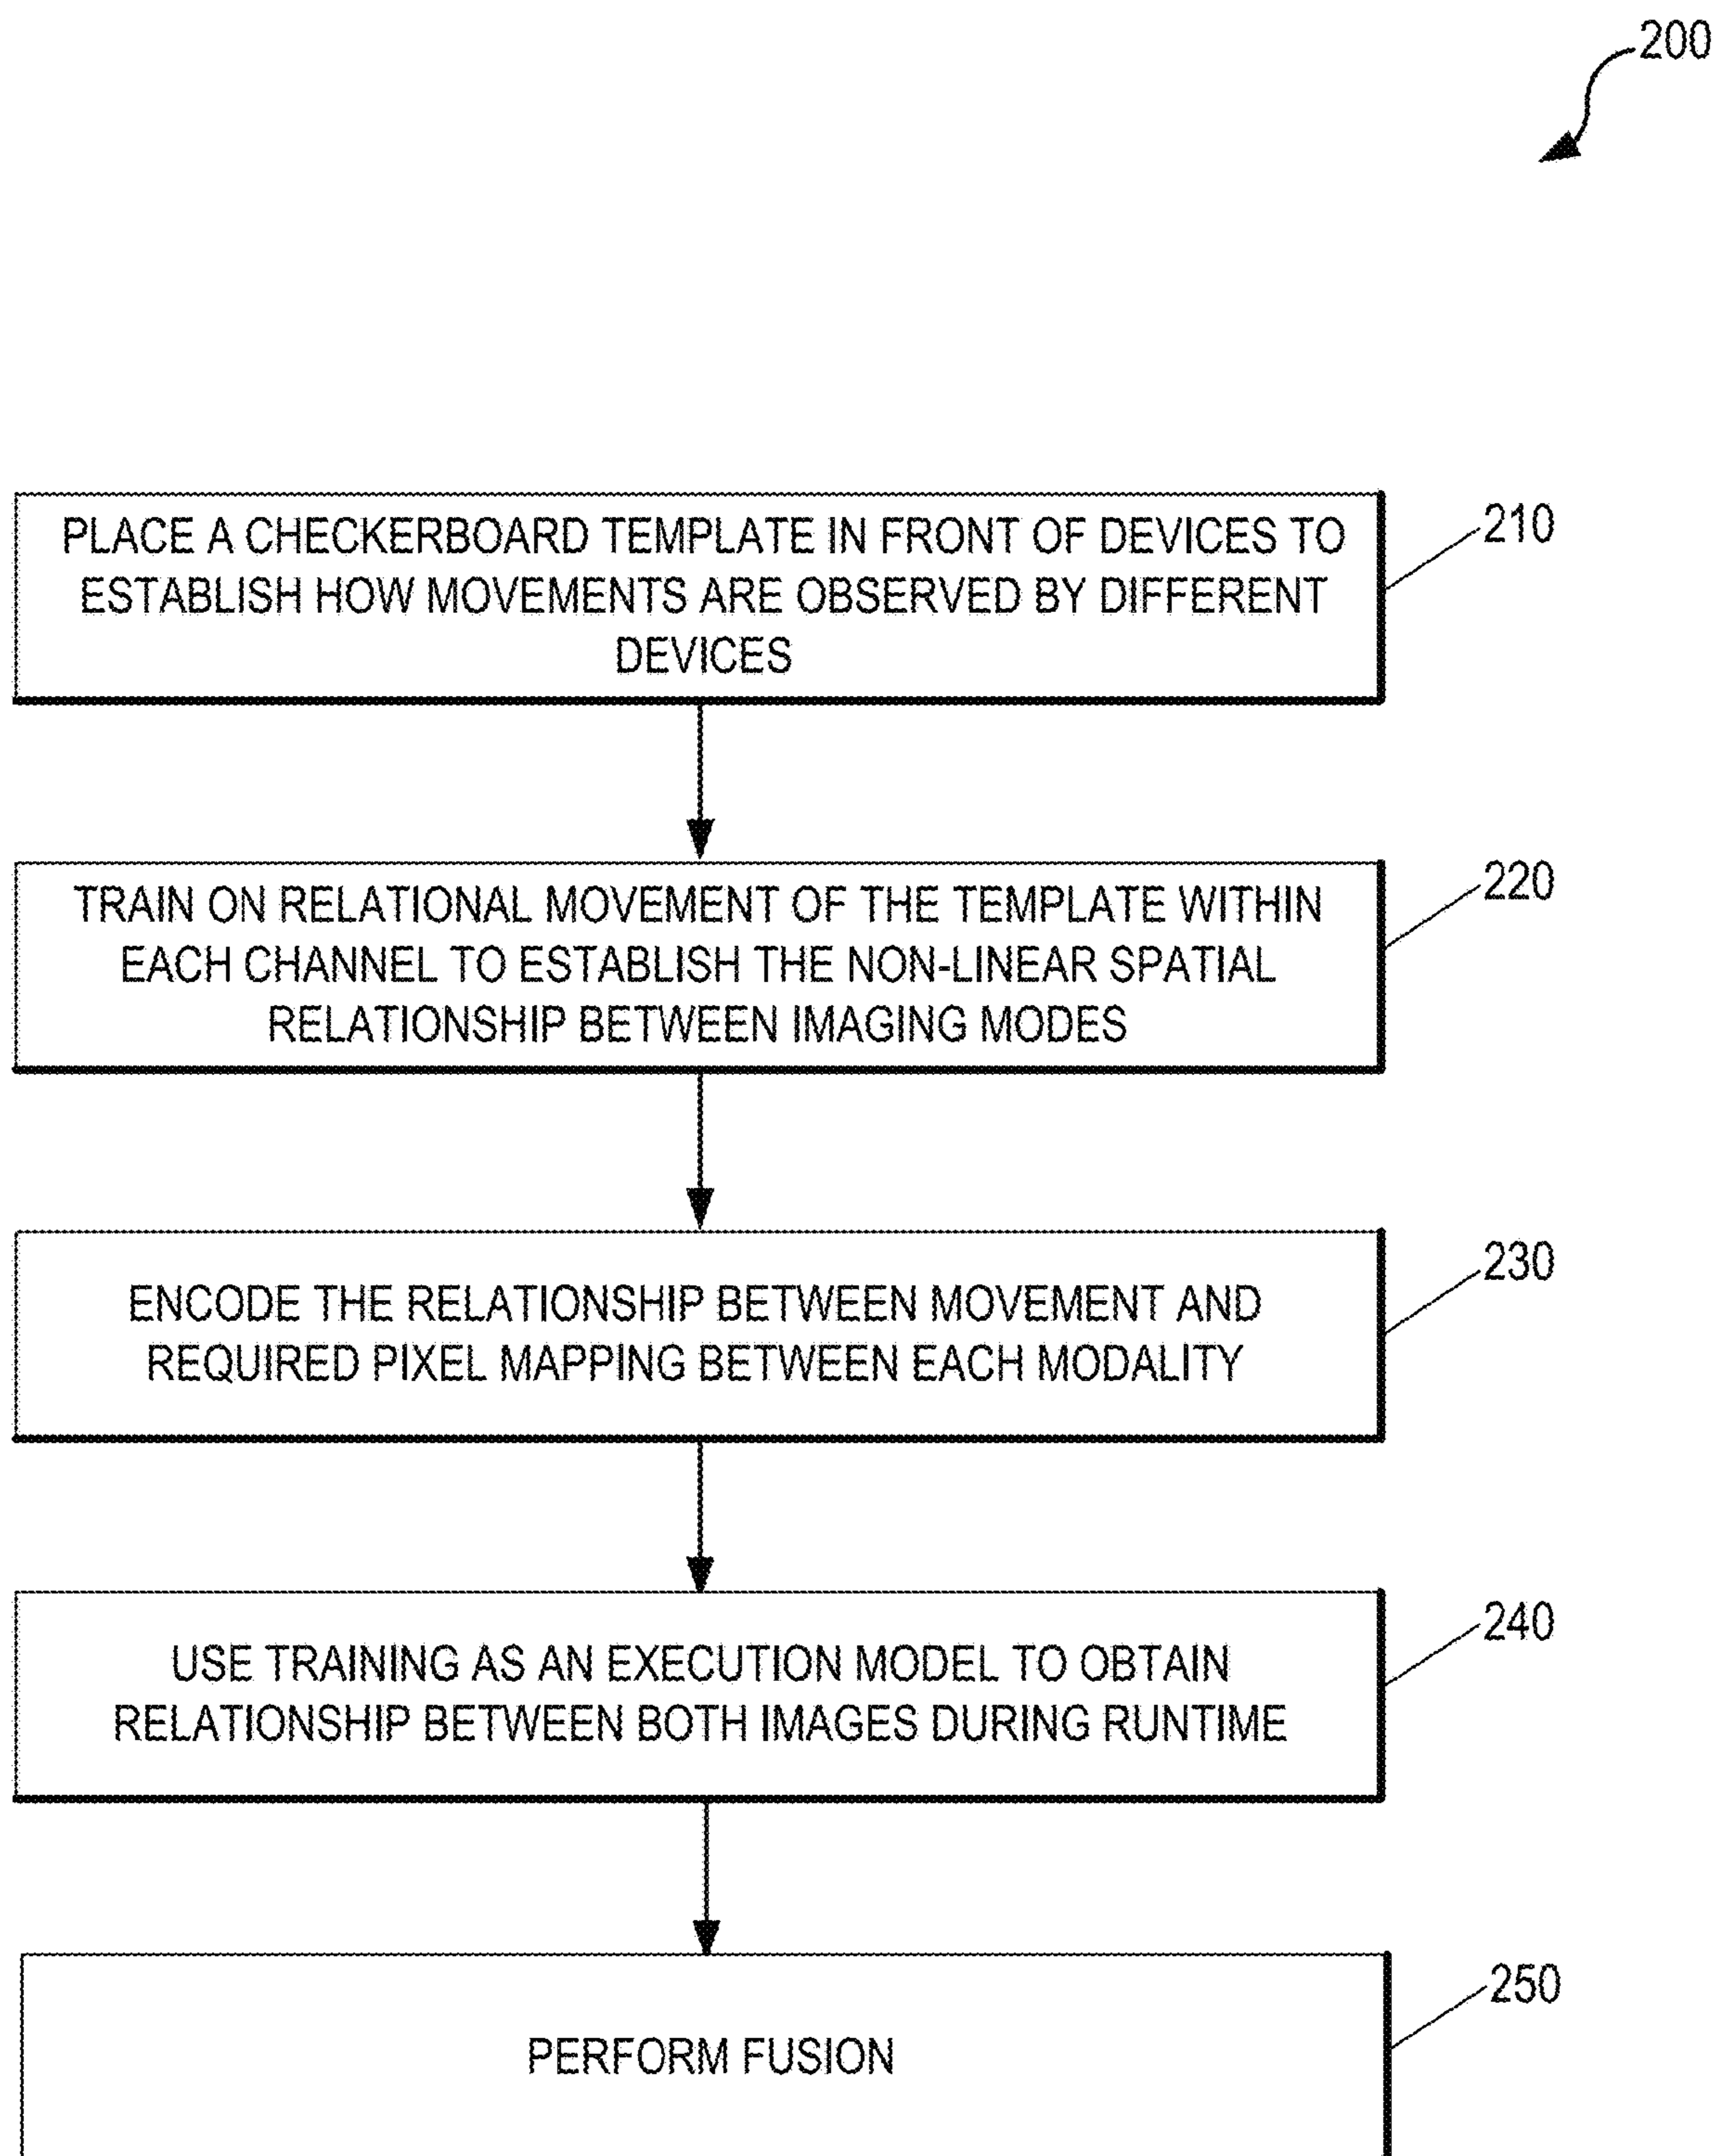 200
PLACE A CHECKERBOARD TEMPLATE IN FRONT OF DEVICES TO
ESTABLISH HOW MOVEMENTS ARE OBSERVED BY DIFFERENT
DEVICES
210
TRAIN ON RELATIONAL MOVEMENT OF THE TEMPLATE WITHIN
EACH CHANNEL TO ESTABLISH THE NON-LINEAR SPATIAL
RELATIONSHIP BETWEEN IMAGING MODES
220
ENCODE THE RELATIONSHIP BETWEEN MOVEMENT AND
REQUIRED PIXEL MAPPING BETWEEN EACH MODALITY
230
USE TRAINING AS AN EXECUTION MODEL TO OBTAIN
RELATIONSHIP BETWEEN BOTH IMAGES DURING RUNTIME
240
PERFORM FUSION
250